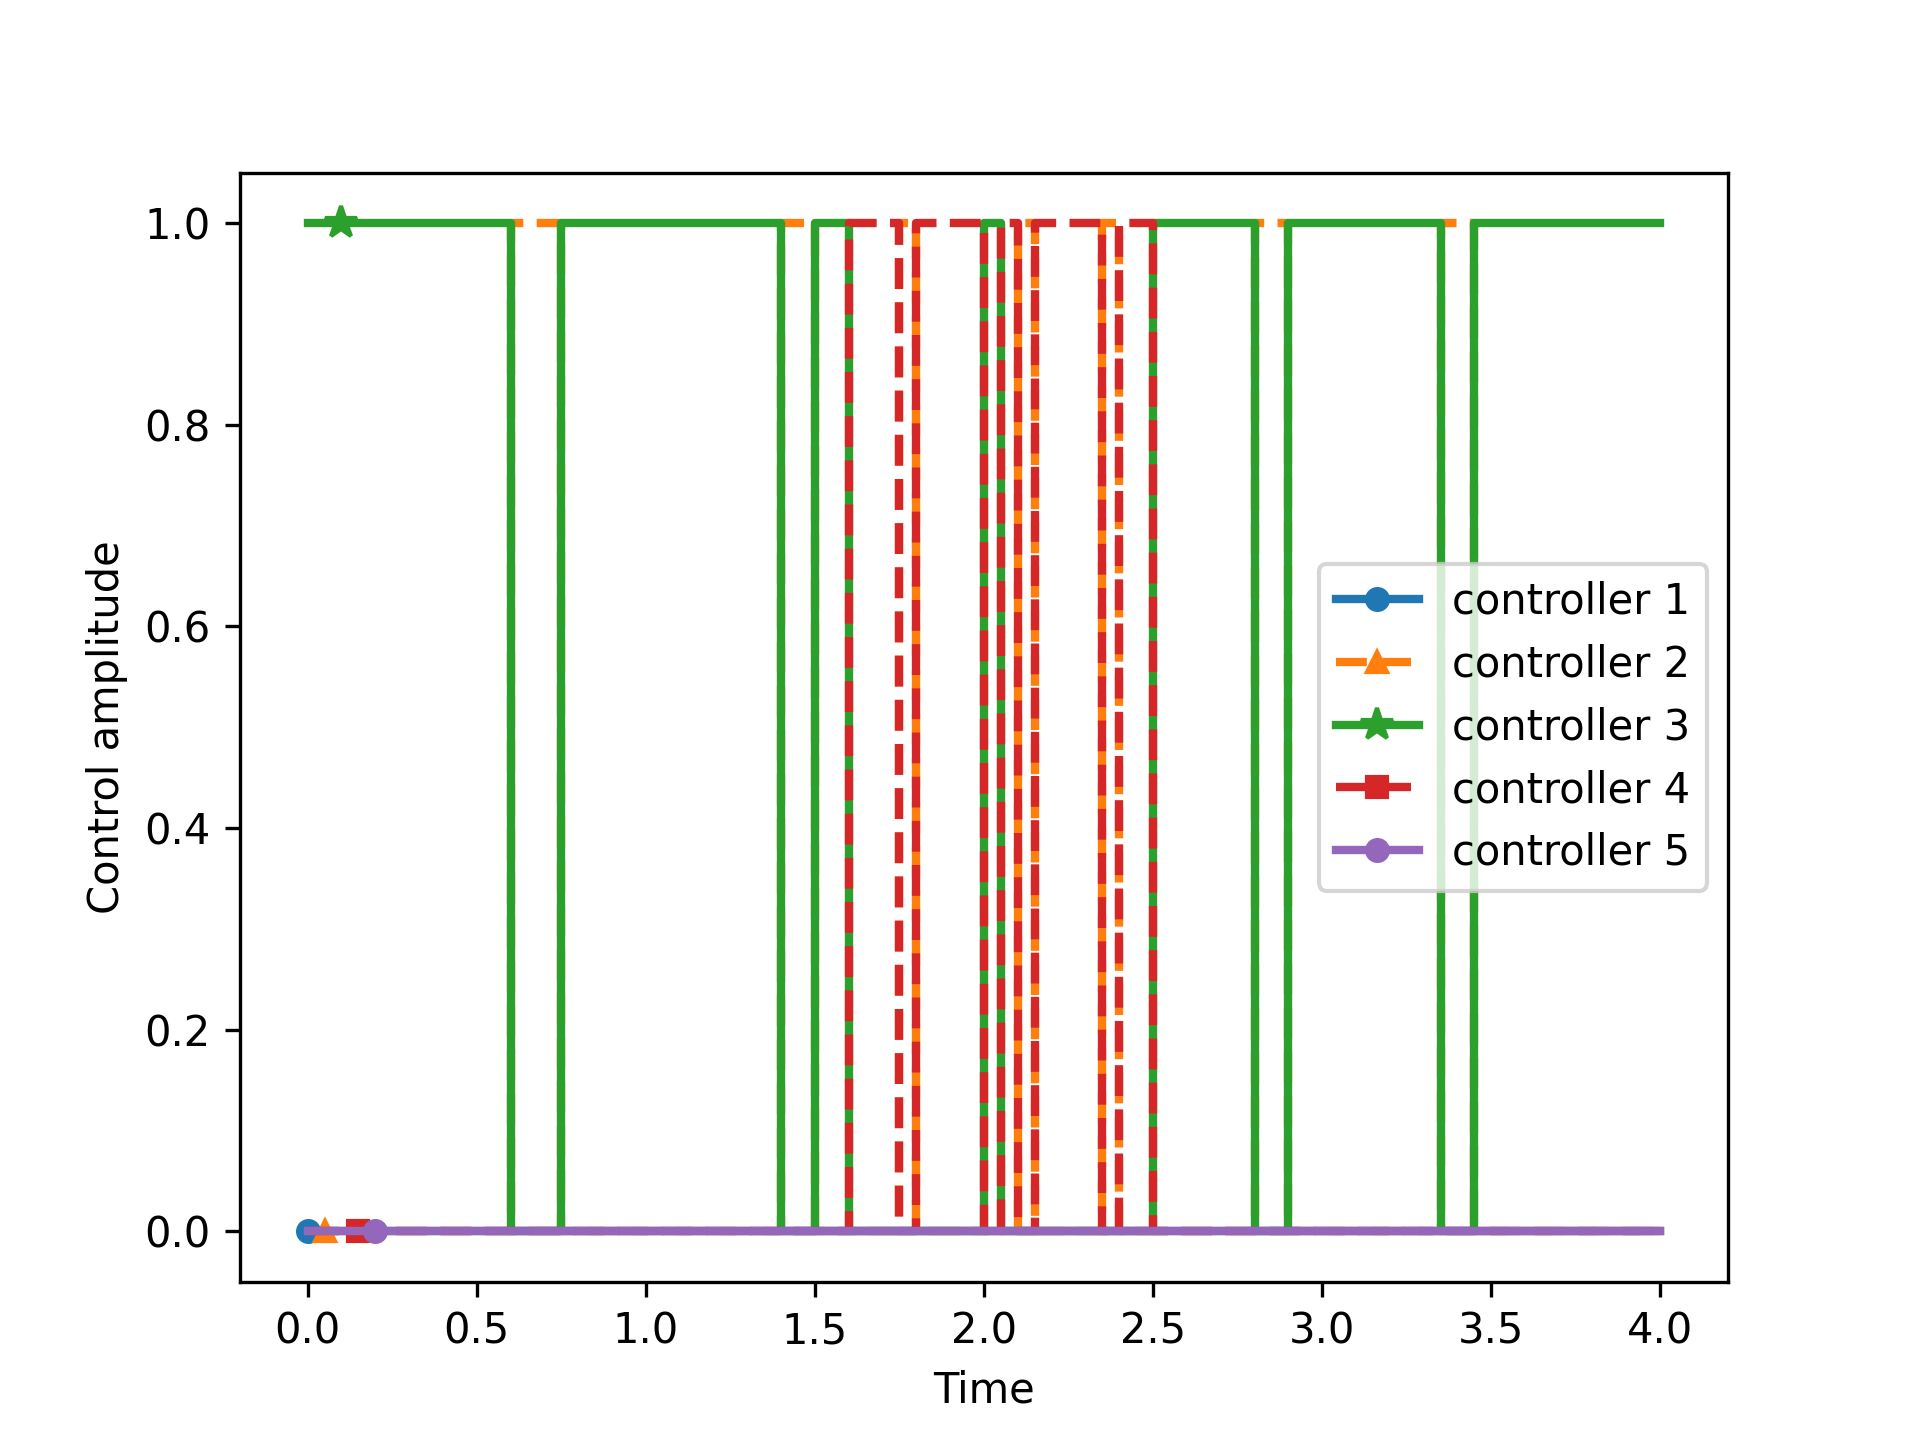 1.0
0.8
0.6
0.4
0.2
0.0
Control amplitude
controller 1
controller 2
controller 3
controller 4
controller 5
0.0 0.5 1.0 1.5 2.0 2.5 3.0 3.5 4.0
Time